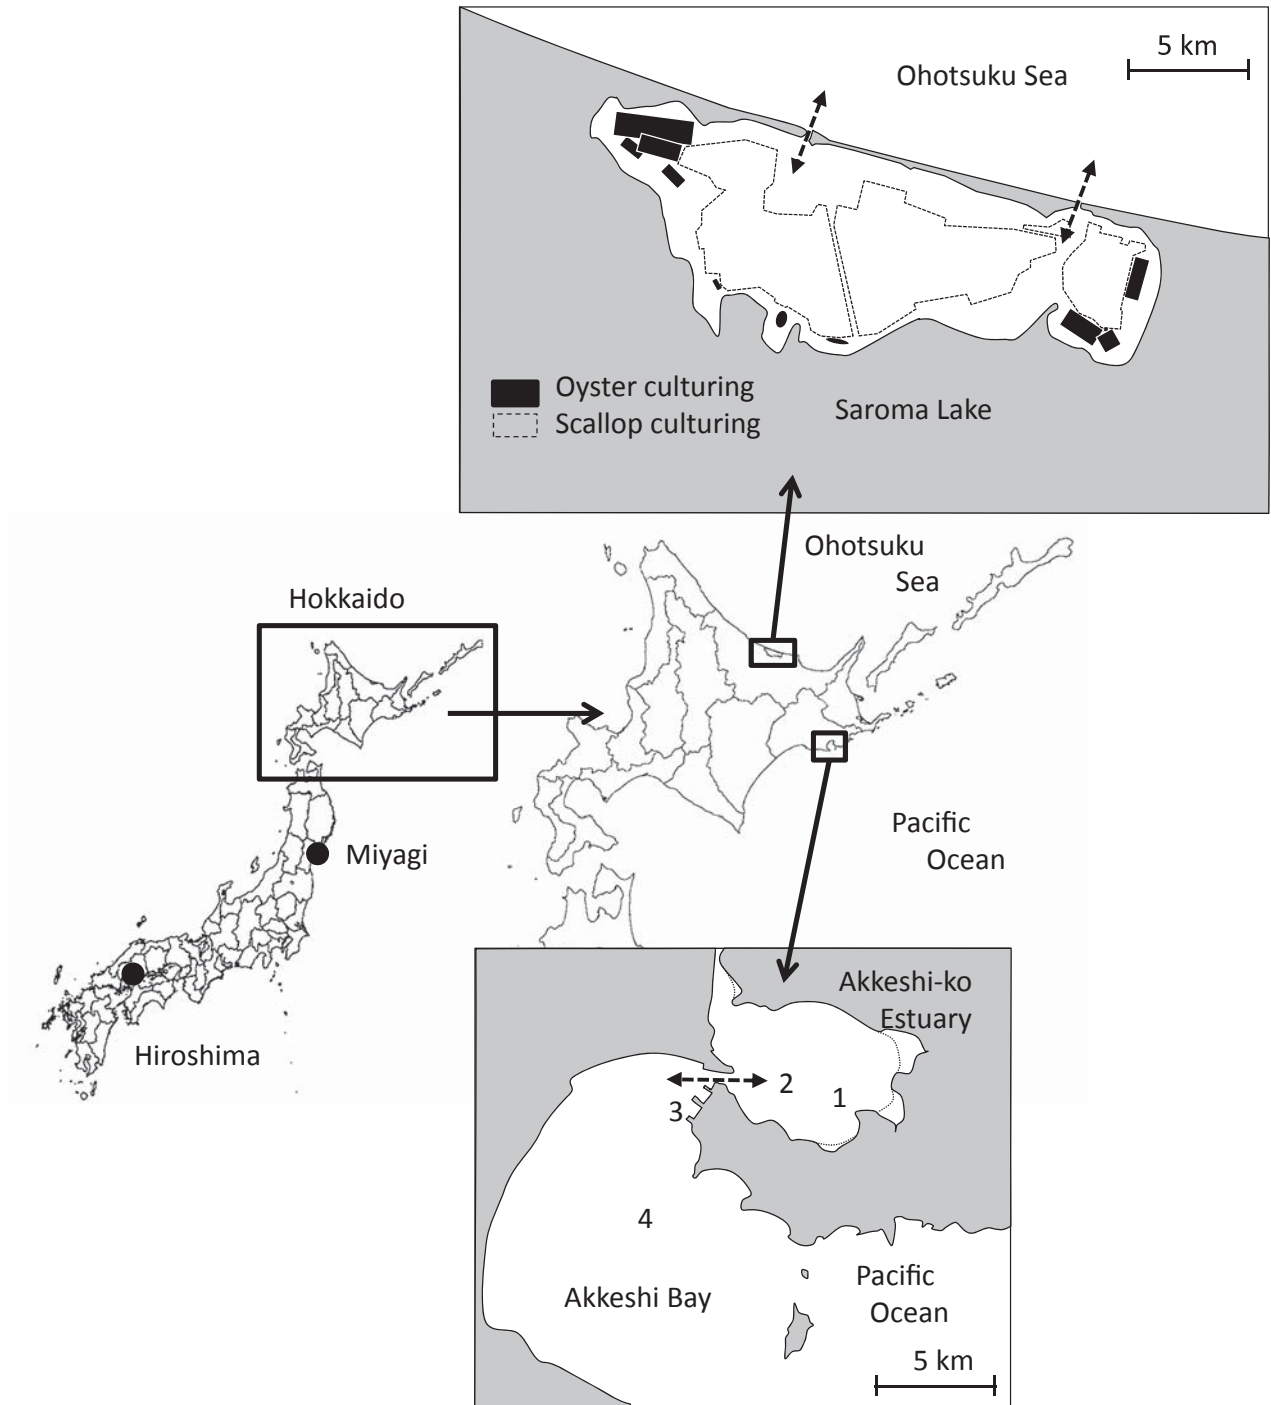 5 km
Ohotsuku Sea
Oyster culturing
Scallop culturing
Saroma Lake
Ohotsuku
Sea
Hokkaido
Pacific
Ocean
Miyagi
Hiroshima
Akkeshi-ko
Estuary
2
1
3
4
Akkeshi Bay
Pacific
Ocean
5 km